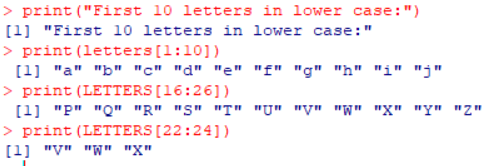 > print("First 10 letters in lower case:")
[1] "First 10 letters in lower case:"
> print(letters[1:10])
 [1] "a" "b" "c" "d" "e" "f" "g" "h" "i" "j"
> print(LETTERS[16:26])
 [1] "P" "Q" "R" "S" "T" "U" "V" "W" "X" "Y" "Z"
> print(LETTERS[22:24])
[1] "V" "W" "X"